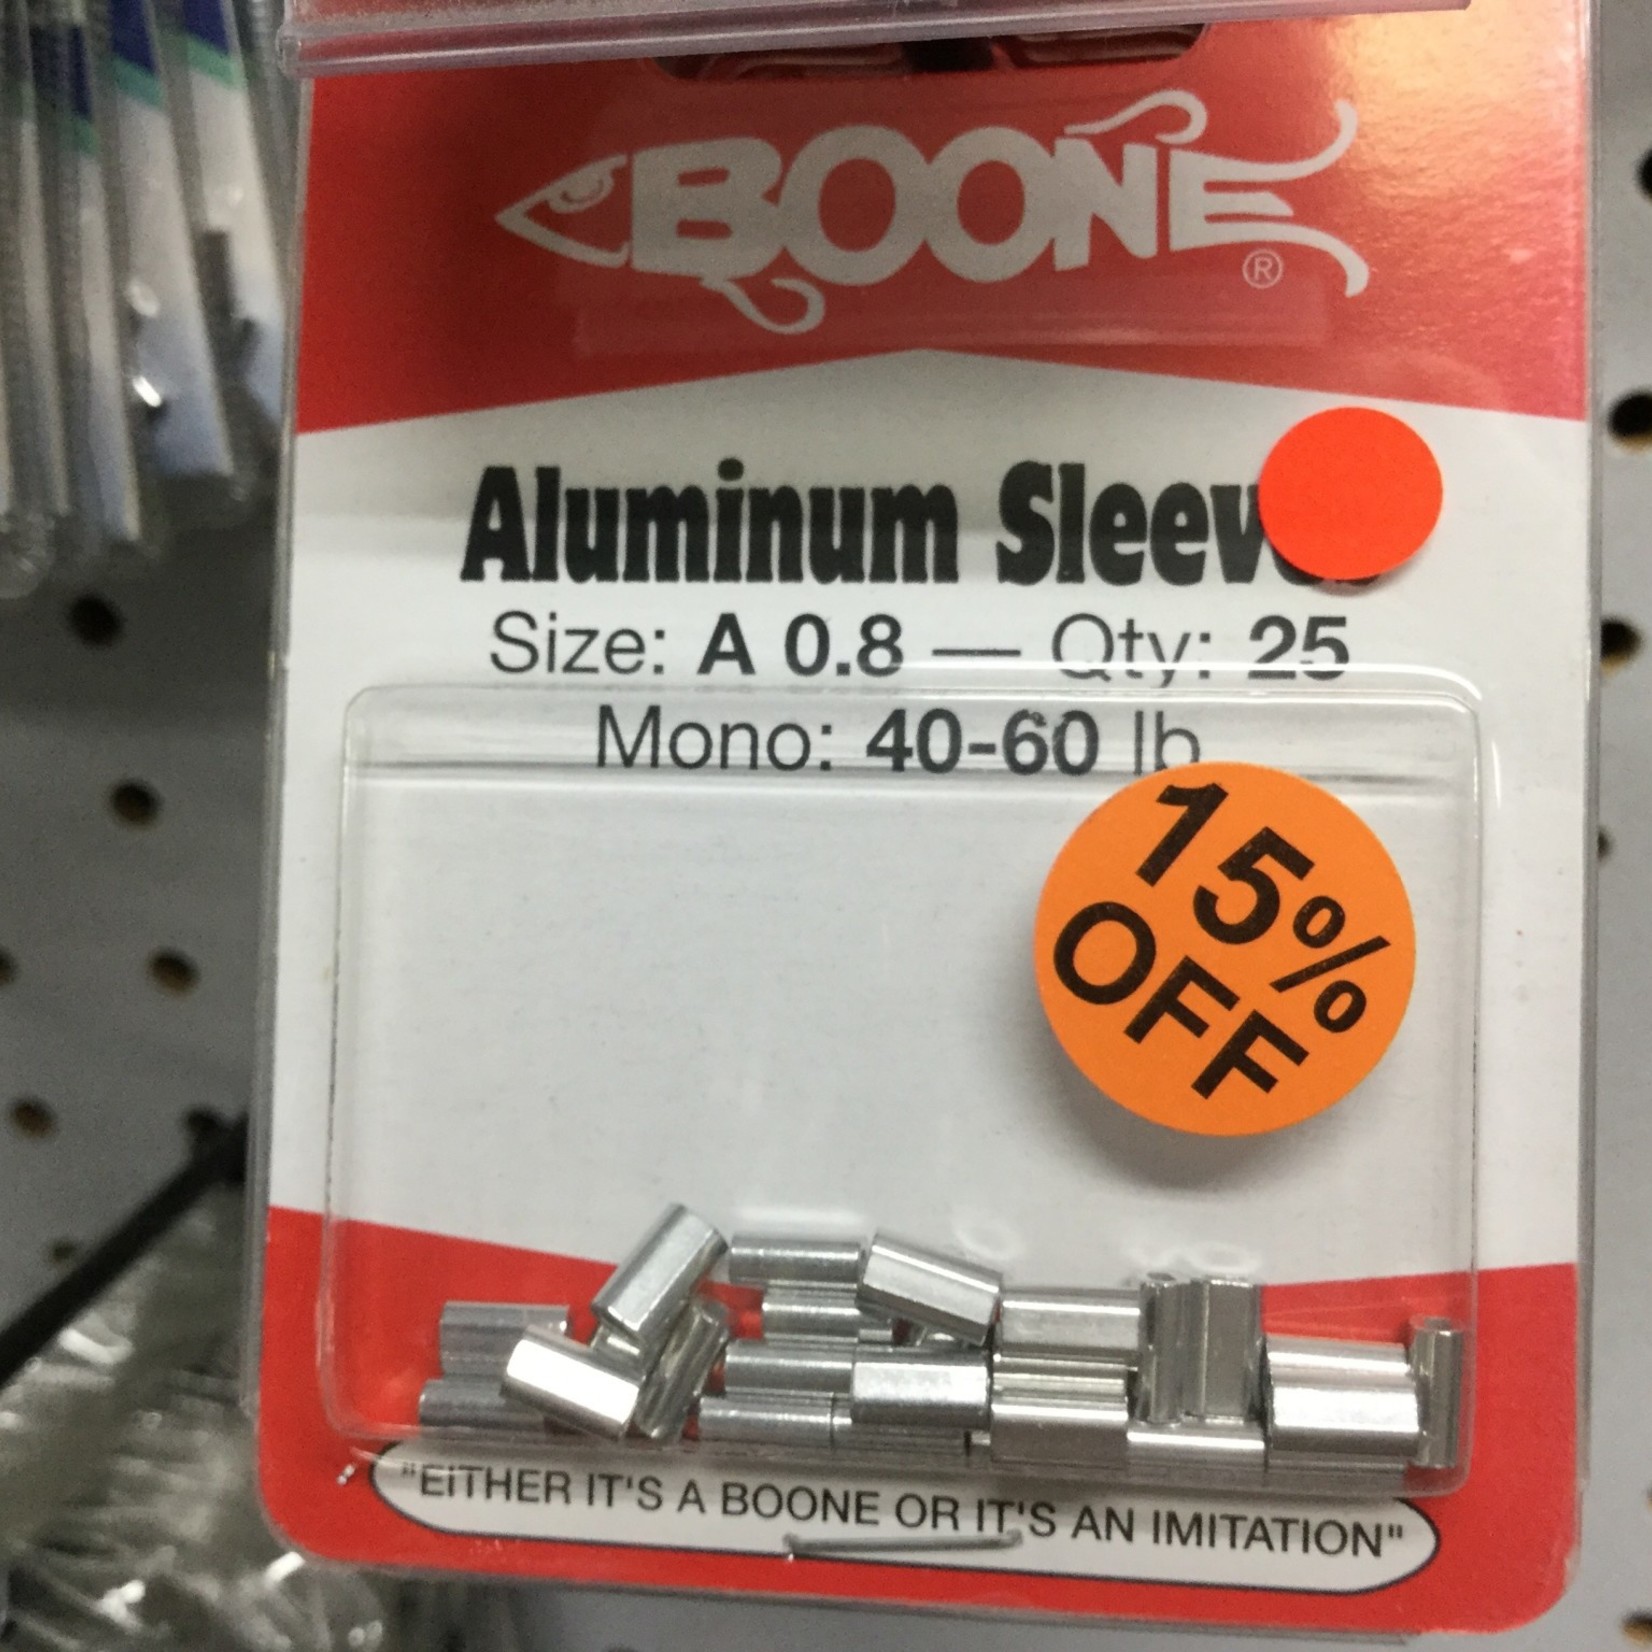 BOONE
®
Aluminum Sleeves
Size: A 0.8 — Qty: 25
Mono: 40-60 lb
15%
OFF
"EITHER IT'S A BOONE OR IT'S AN IMITATION"